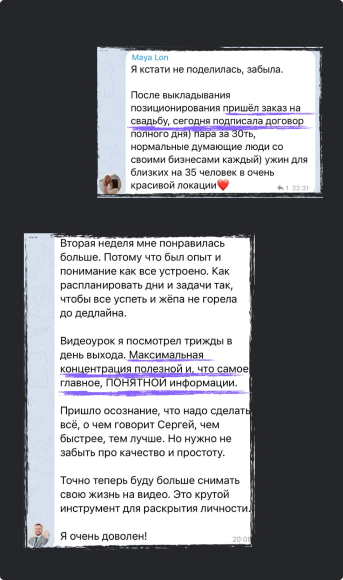 Maya Lon
Я кстати не поделилась, забыла.
После выкладывания
позиционирования пришёл заказ на
свадьбу, сегодня подписала договор
полного дня) пара за 30ть,
нормальные думающие люди со
своими бизнесами каждый) ужин для
близких на 35 человек в очень
красивой локации❤️
1 22:31
Вторая неделя мне понравилась
больше. Потому что был опыт и
понимание как все устроено. Как
распланировать дни и задачи так,
чтобы все успеть и жёпа не горела
до дедлайна.
Видеоурок я посмотрел трижды в
день выхода. Максимальная
концентрация полезной и, что самое
главное, ПОНЯТНОЙ информации.
Пришло осознание, что надо сделать
всё, о чем говорит Сергей, чем
быстрее, тем лучше. Но нужно не
забыть про качество и простоту.
Точно теперь буду больше снимать
свою жизнь на видео. Это крутой
инструмент для раскрытия личности.
Я очень доволен!
20:08